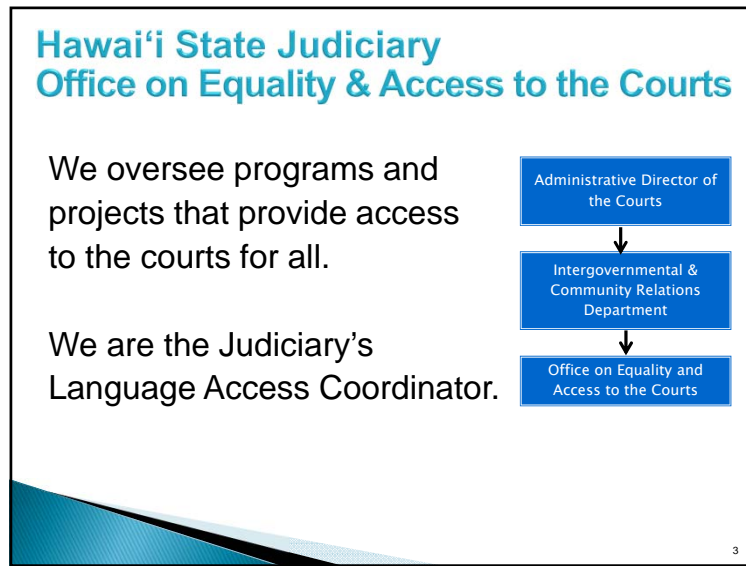 Hawai‘i State Judiciary
Office on Equality & Access to the Courts
We oversee programs and
projects that provide access
to the courts for all.
We are the Judiciary’s
Language Access Coordinator.
Administrative Director of
the Courts
Intergovernmental &
Community Relations
Department
Office on Equality and
Access to the Courts
3